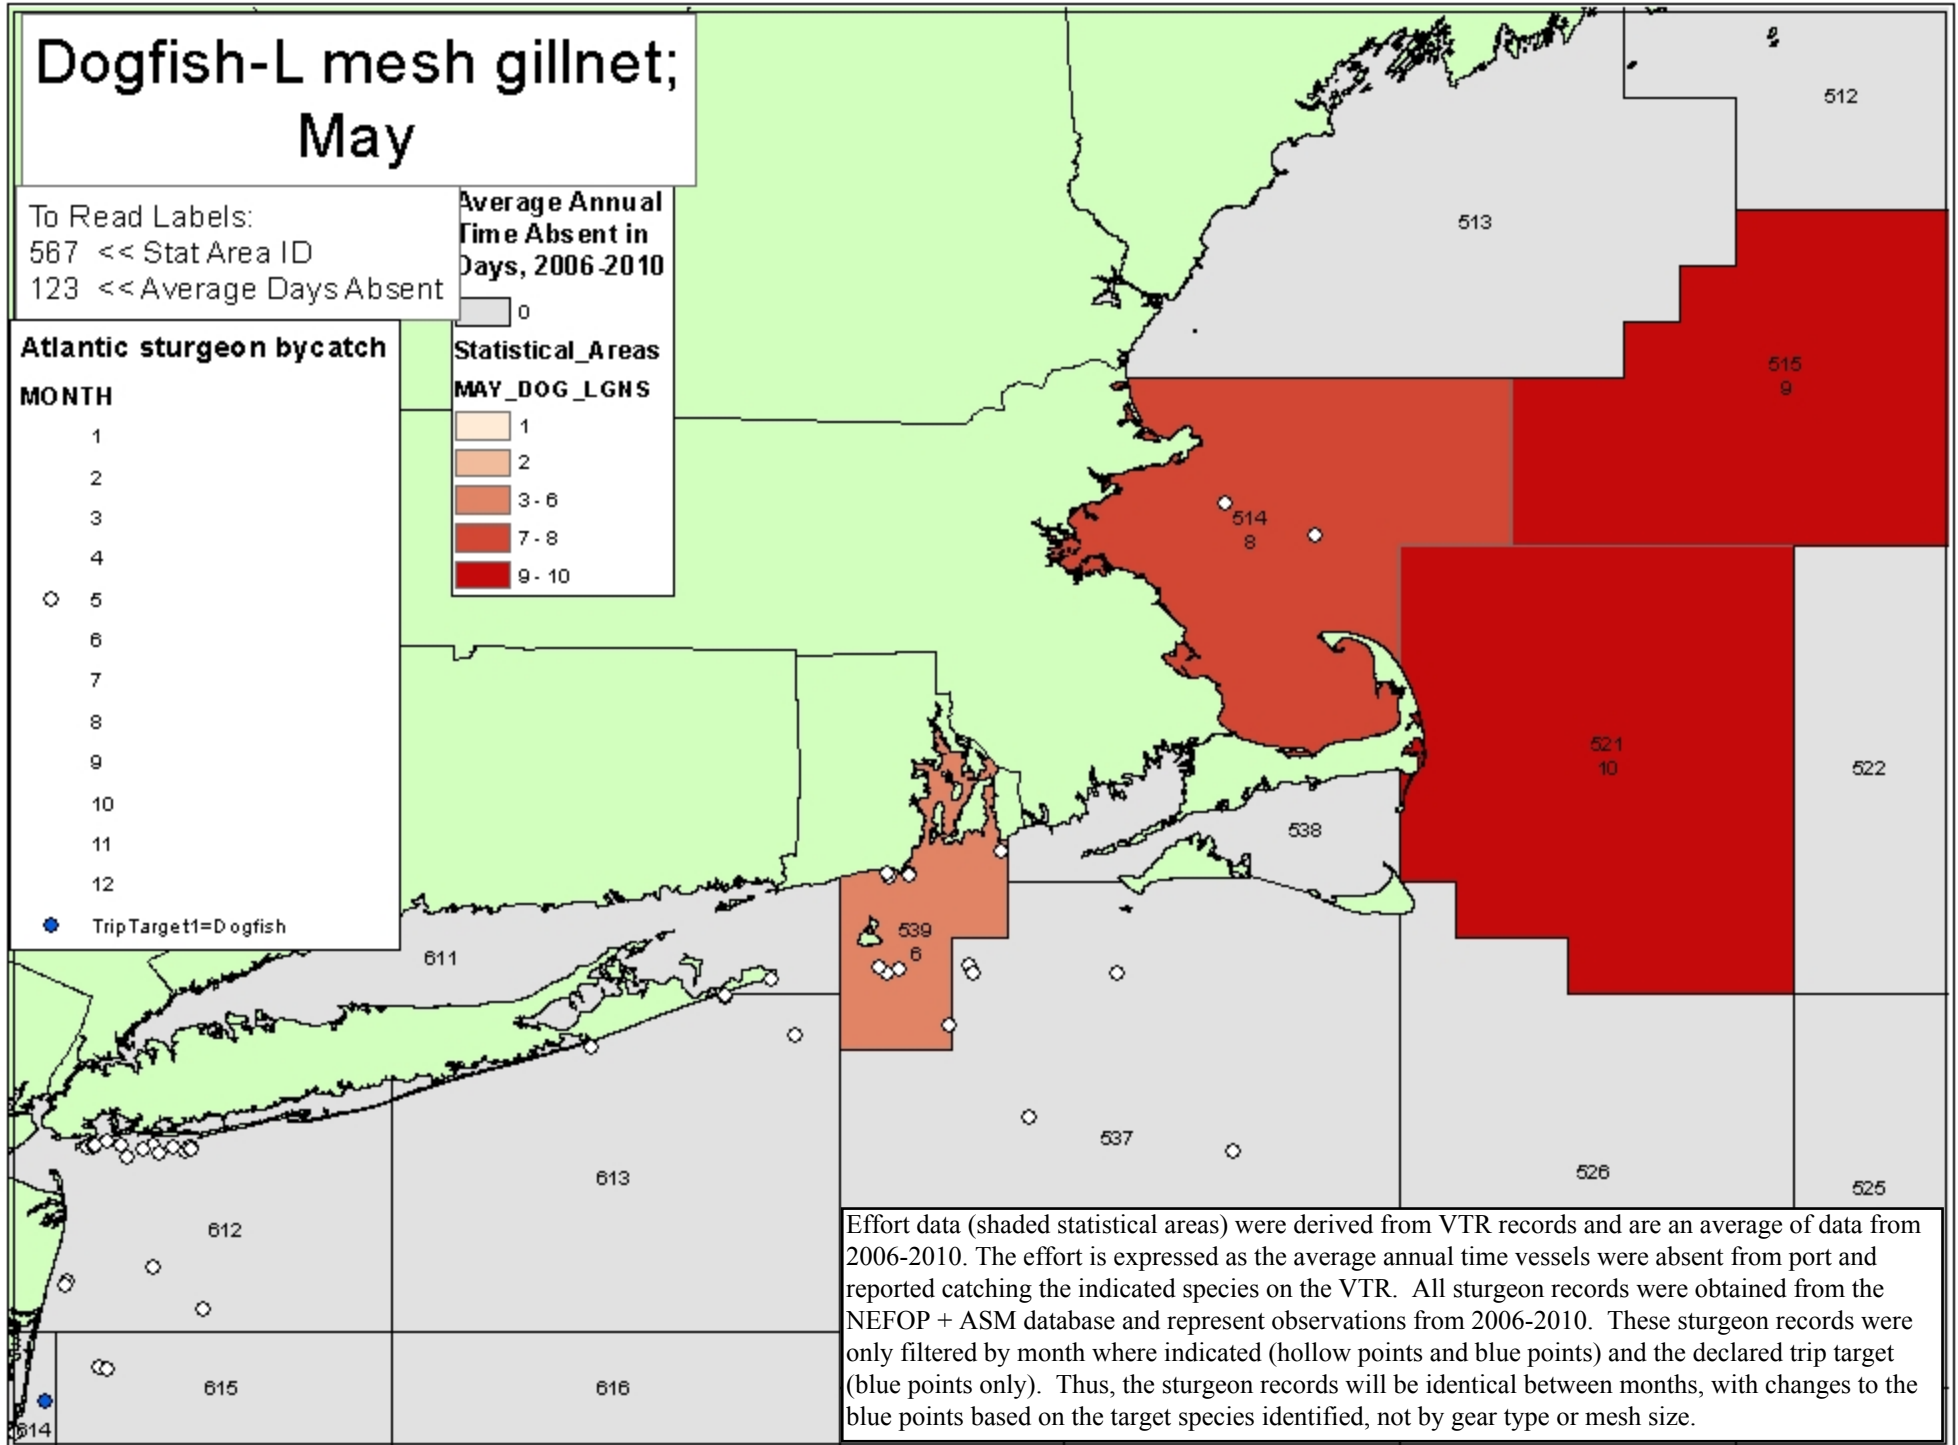 Dogfish-L mesh gillnet;
May
To Read Labels:
567 << Stat Area ID
123 << Average Days Absent
Average Annual
Time Absent in
Days, 2006-2010
0
Statistical_Areas
MAY_DOG_LGNS
1
2
3 - 6
7 - 8
9 - 10
Atlantic sturgeon bycatch
MONTH
1
2
3
4
5
6
7
8
9
10
11
12
TripTarget1=Dogfish
512
513
515
9
514
8
521
10
522
538
539
6
611
537
526
525
613
612
615
616
614
Effort data (shaded statistical areas) were derived from VTR records and are an average of data from
2006-2010. The effort is expressed as the average annual time vessels were absent from port and
reported catching the indicated species on the VTR.  All sturgeon records were obtained from the
NEFOP + ASM database and represent observations from 2006-2010.  These sturgeon records were
only filtered by month where indicated (hollow points and blue points) and the declared trip target
(blue points only).  Thus, the sturgeon records will be identical between months, with changes to the
blue points based on the target species identified, not by gear type or mesh size.